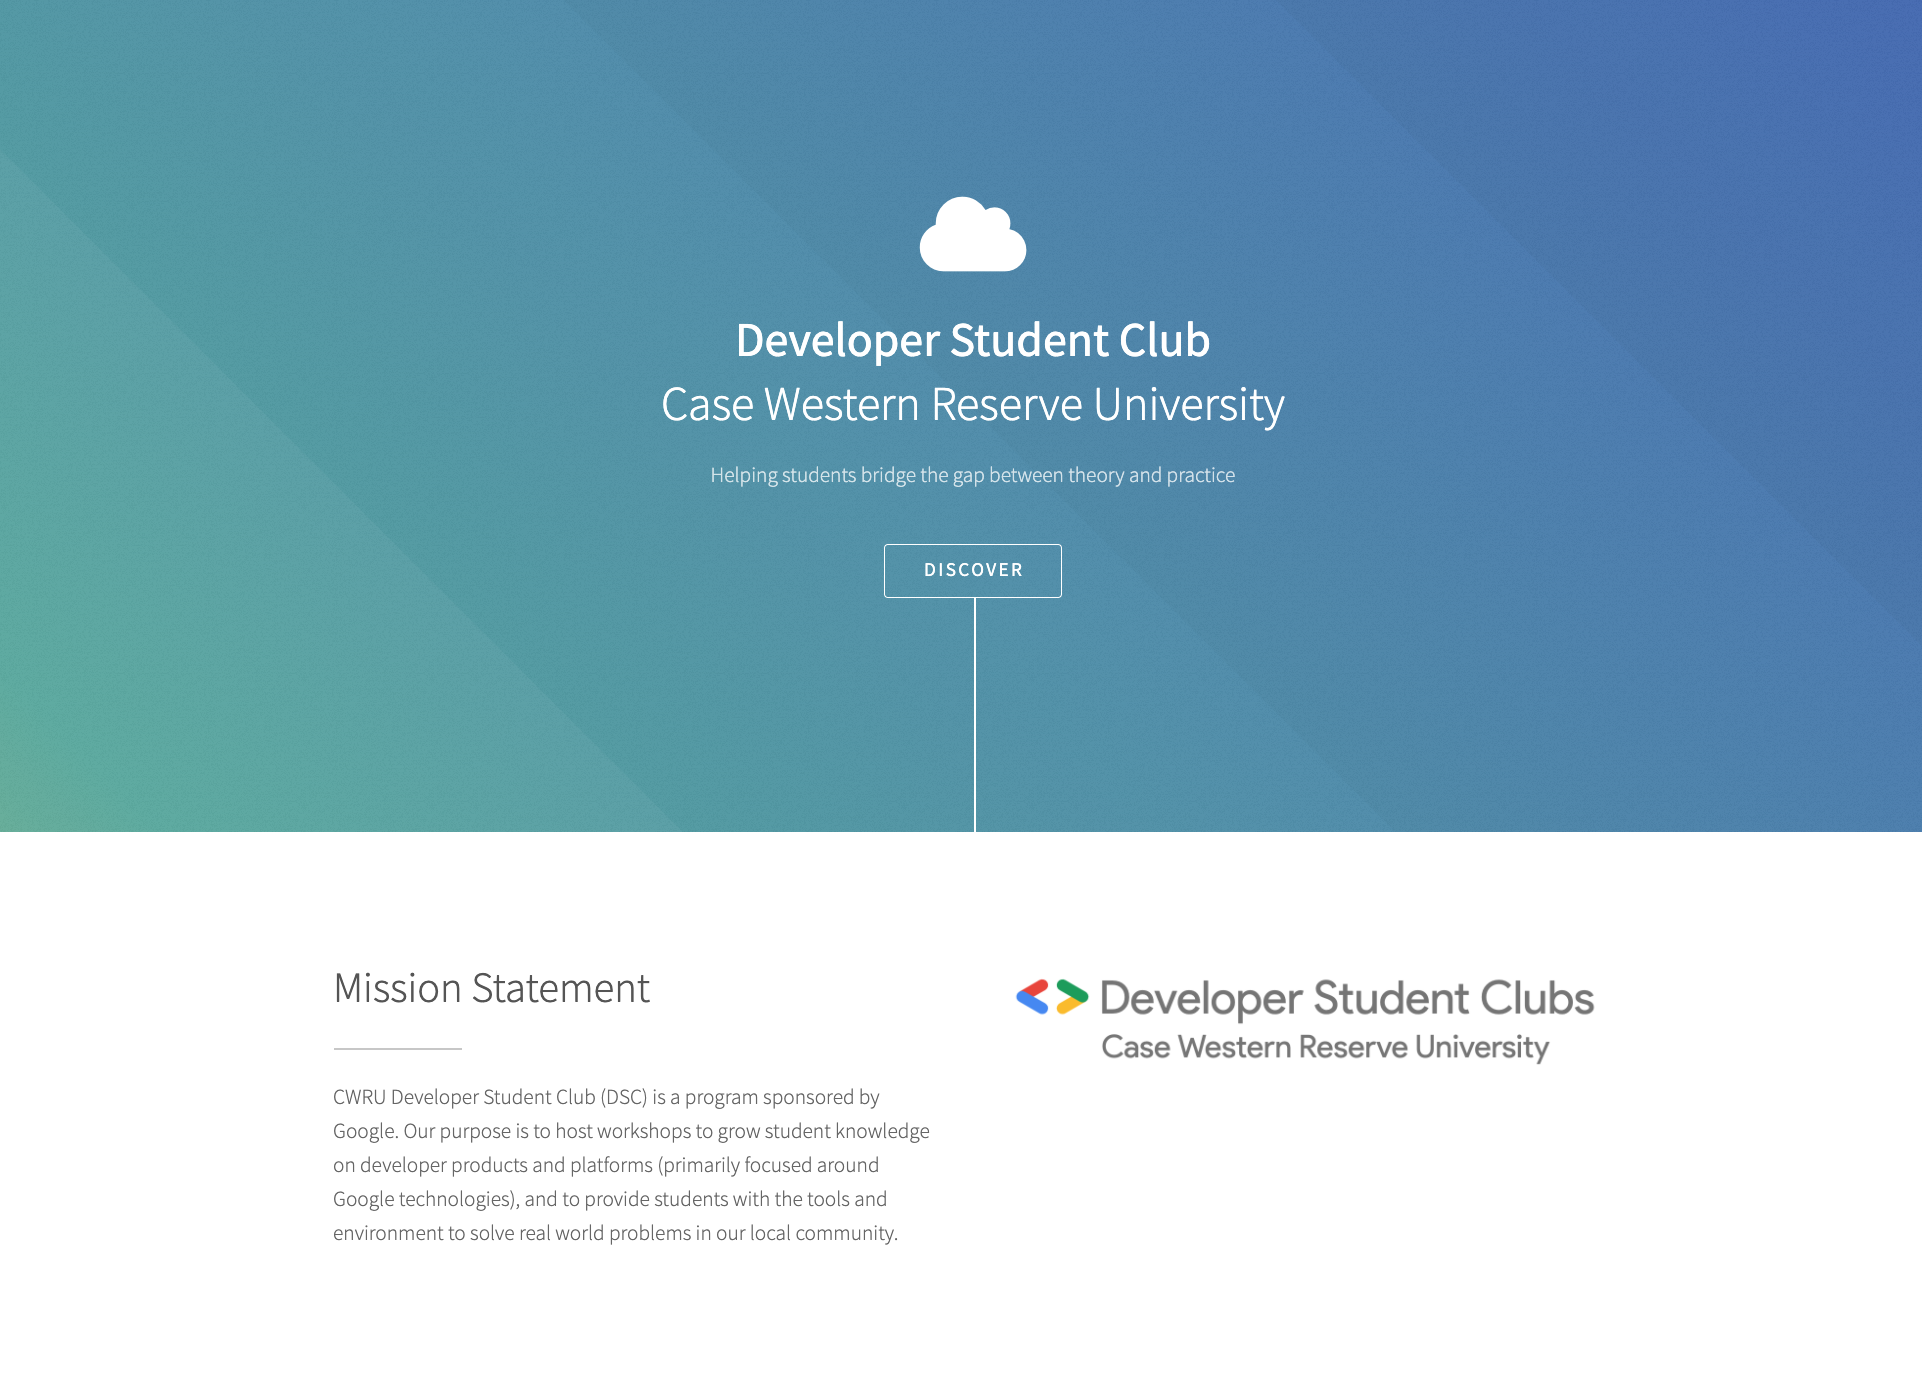 Developer Student Club
Case Western Reserve University
Helping students bridge the gap between theory and practice
DISCOVER
Mission Statement
CWRU Developer Student Club (DSC) is a program sponsored by
Google. Our purpose is to host workshops to grow student knowledge
on developer products and platforms (primarily focused around
Google technologies), and to provide students with the tools and
environment to solve real world problems in our local community.
Developer Student Clubs
Case Western Reserve University